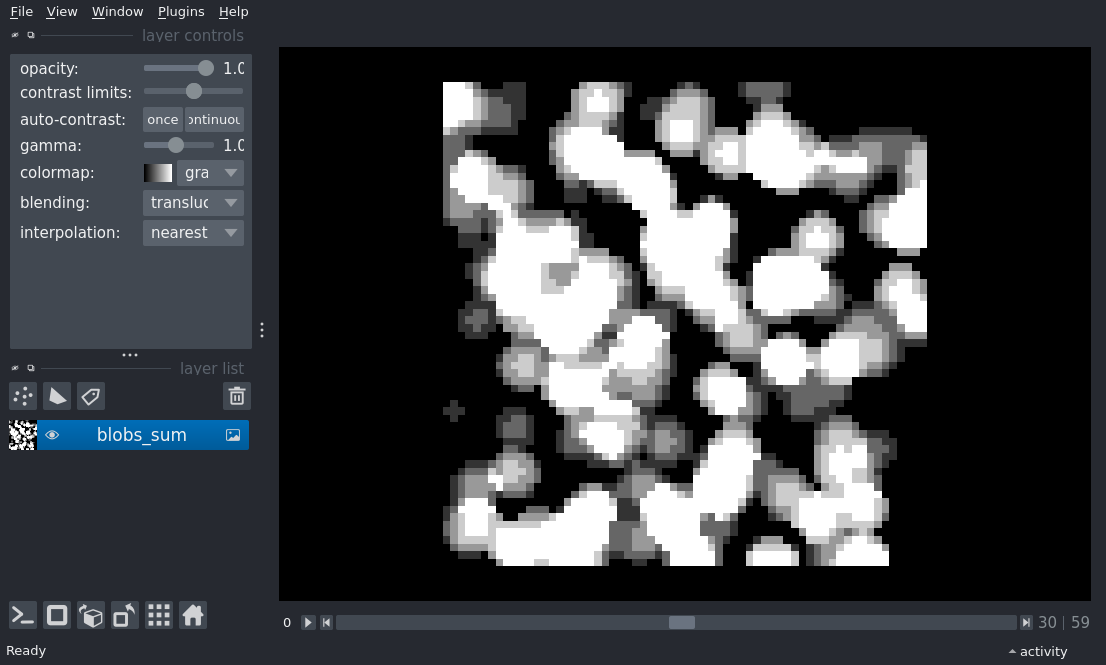 File View Window Plugins Help
layer controls
opacity: 1.0
contrast limits:
auto-contrast: once ontinuou
gamma: 1.0
colormap: gra
blending: transluc
interpolation: nearest
layer list
blobs_sum
0 30 | 59
Ready activity